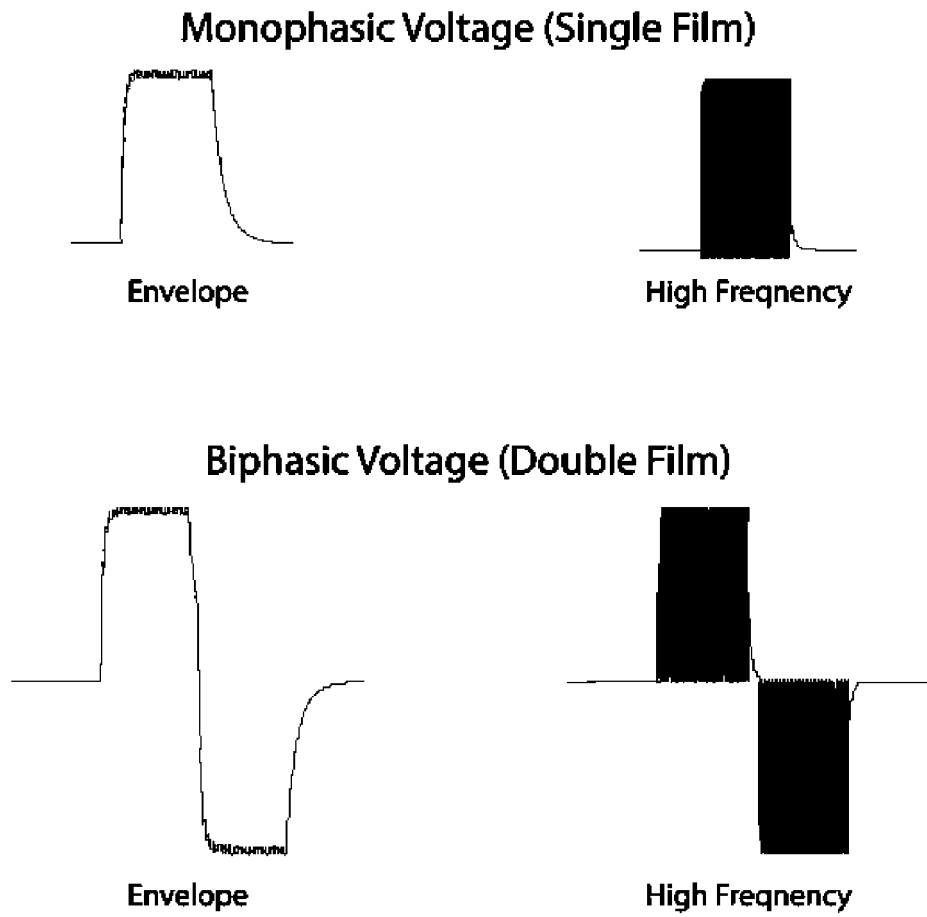 Monophasic Voltage (Single Film)
Envelope
High Freqnency
Biphasic Voltage (Double Film)
Envelope
High Freqnency